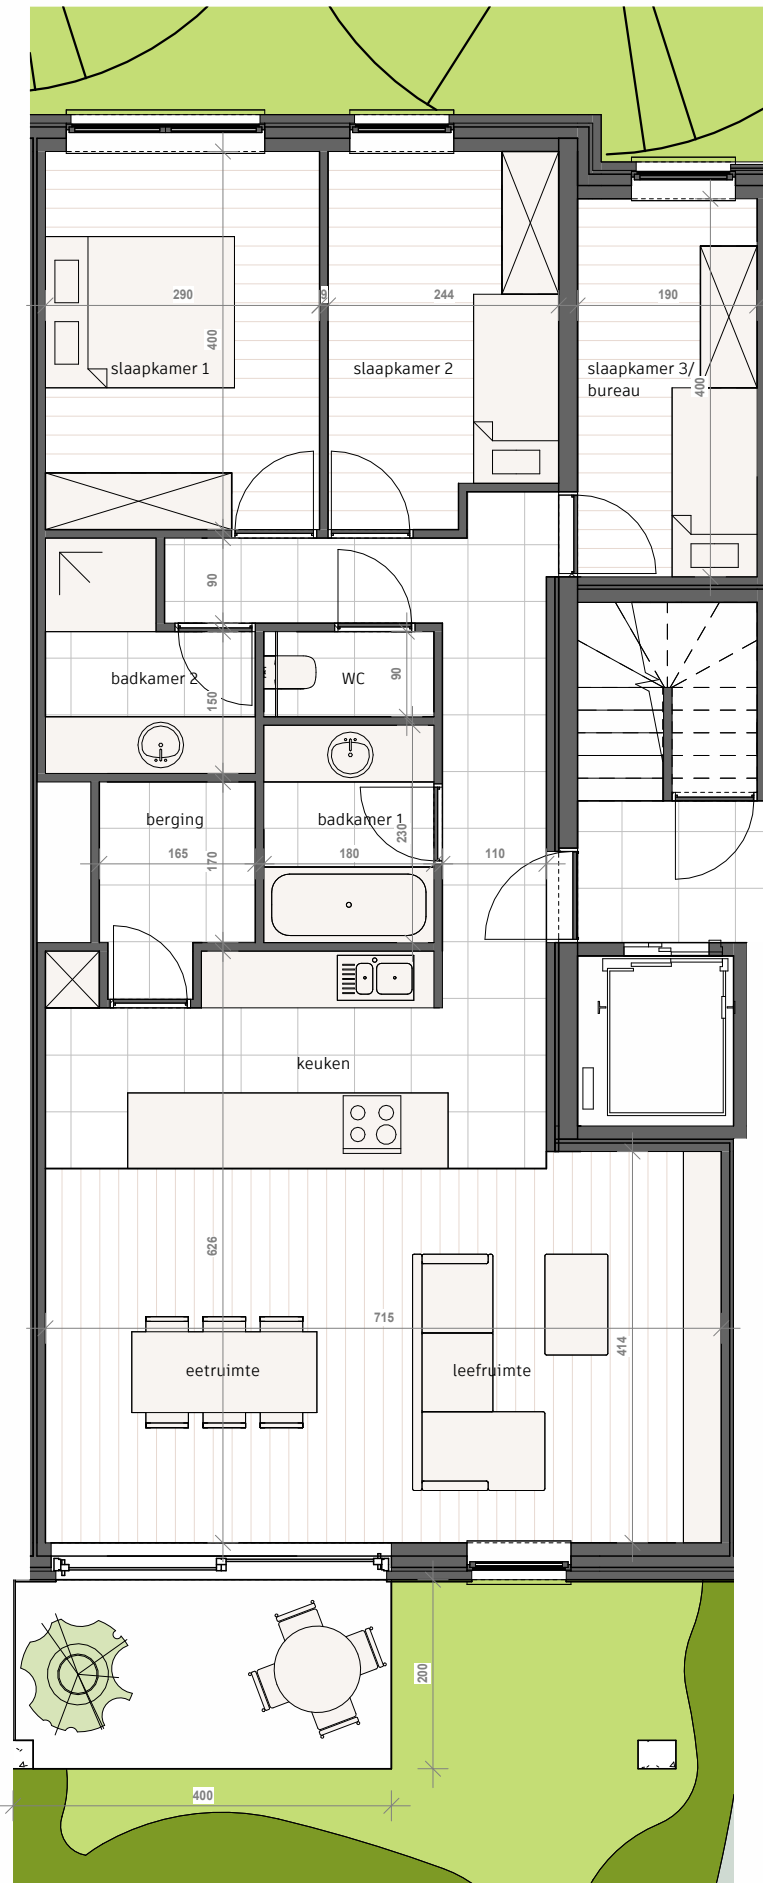 290
9
244
190
400
slaapkamer 1
slaapkamer 2
slaapkamer 3/
bureau
400
90
badkamer 2
150
WC
90
berging
badkamer 1
230
165
170
180
110
keuken
626
715
414
eetruimte
leefruimte
200
400